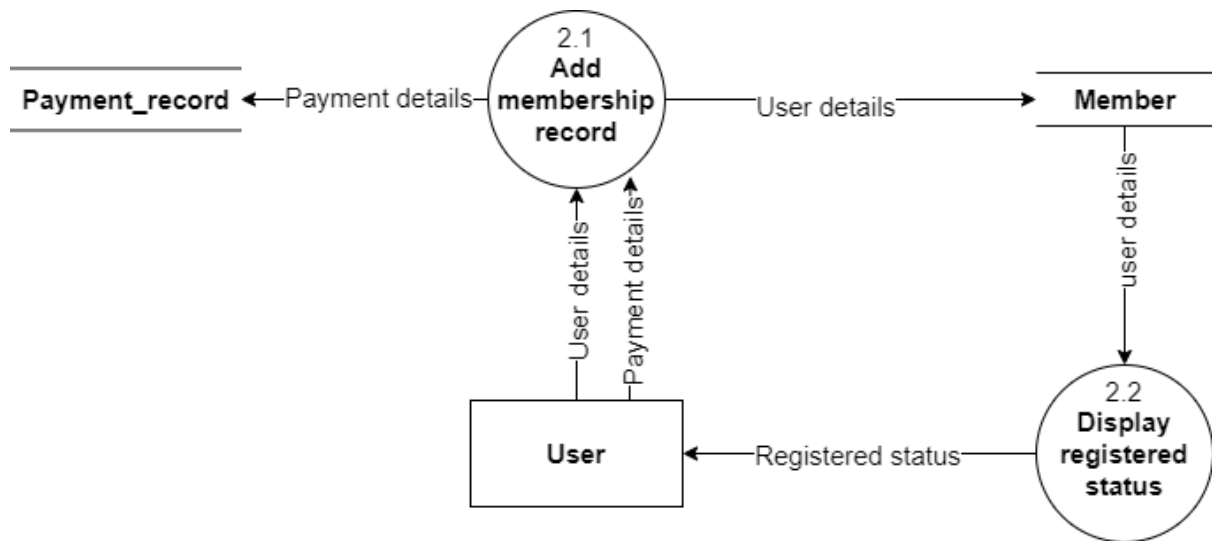 2.1
Add
membership
record
Payment_record
Payment details
User details
Member
User details
Payment details
user details
2.2
Display
registered
status
User
Registered status